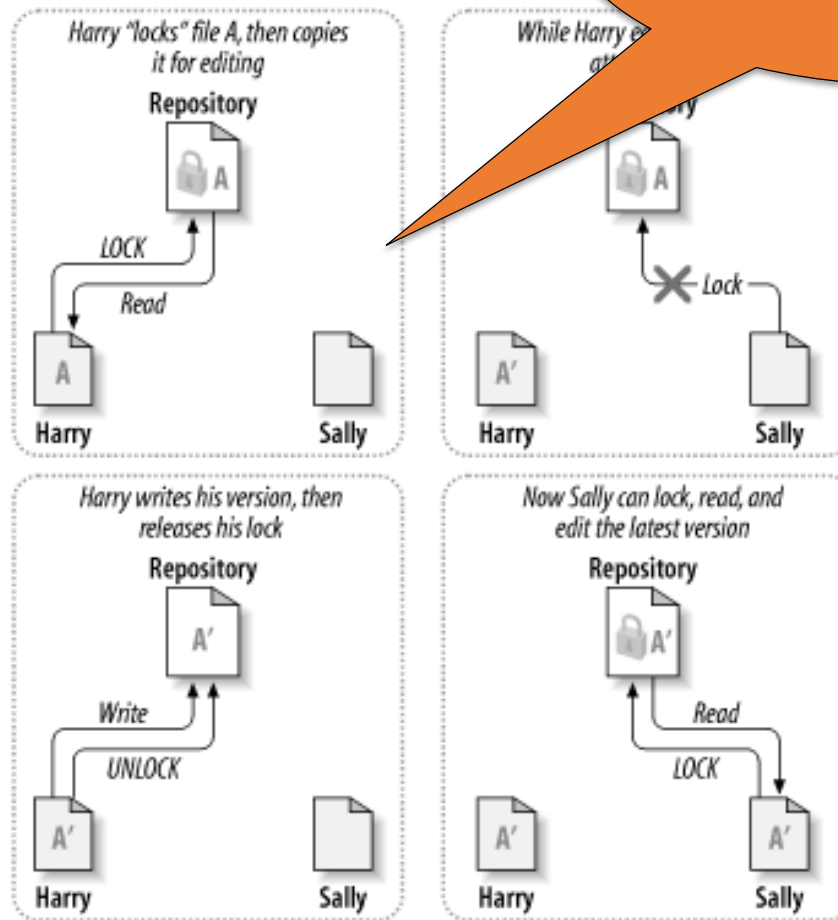 Harry “locks” file A, then copies
it for editing
Repository
A
LOCK
Read
A
Harry
Sally
While Harry
Lock
A
A′
Harry
Sally
Harry writes his version, then
releases his lock
Repository
A′
Write
UNLOCK
A′
Harry
Sally
Now Sally can lock, read, and
edit the latest version
Repository
A′
Read
LOCK
A′
Harry
A′
Sally